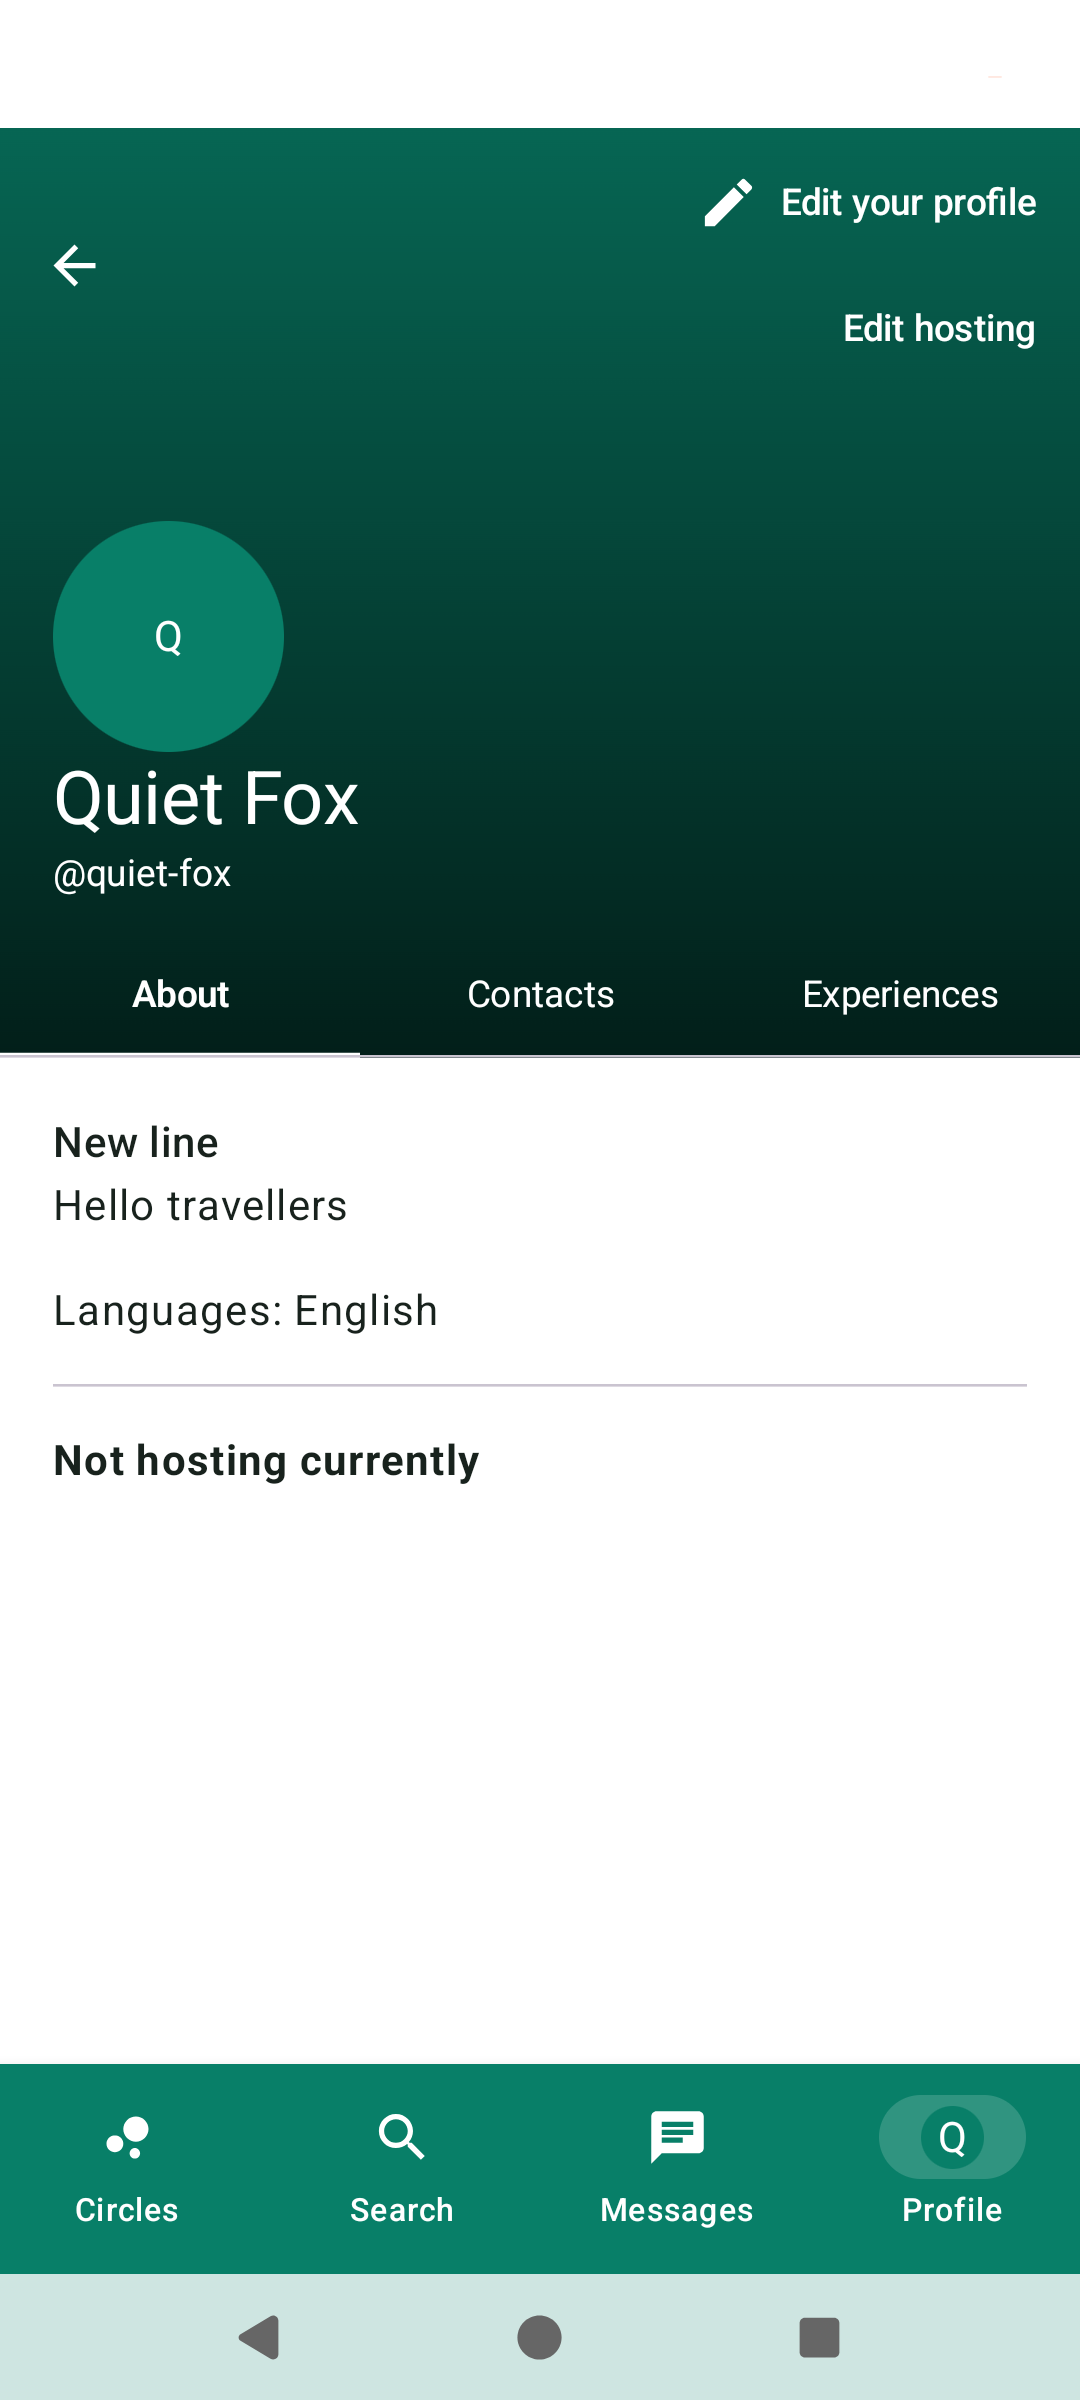 Edit your profile
Edit hosting
Q
Quiet Fox
@quiet-fox
About Contacts Experiences
New line
Hello travellers
Languages: English
Not hosting currently
Q
Circles Search Messages Profile